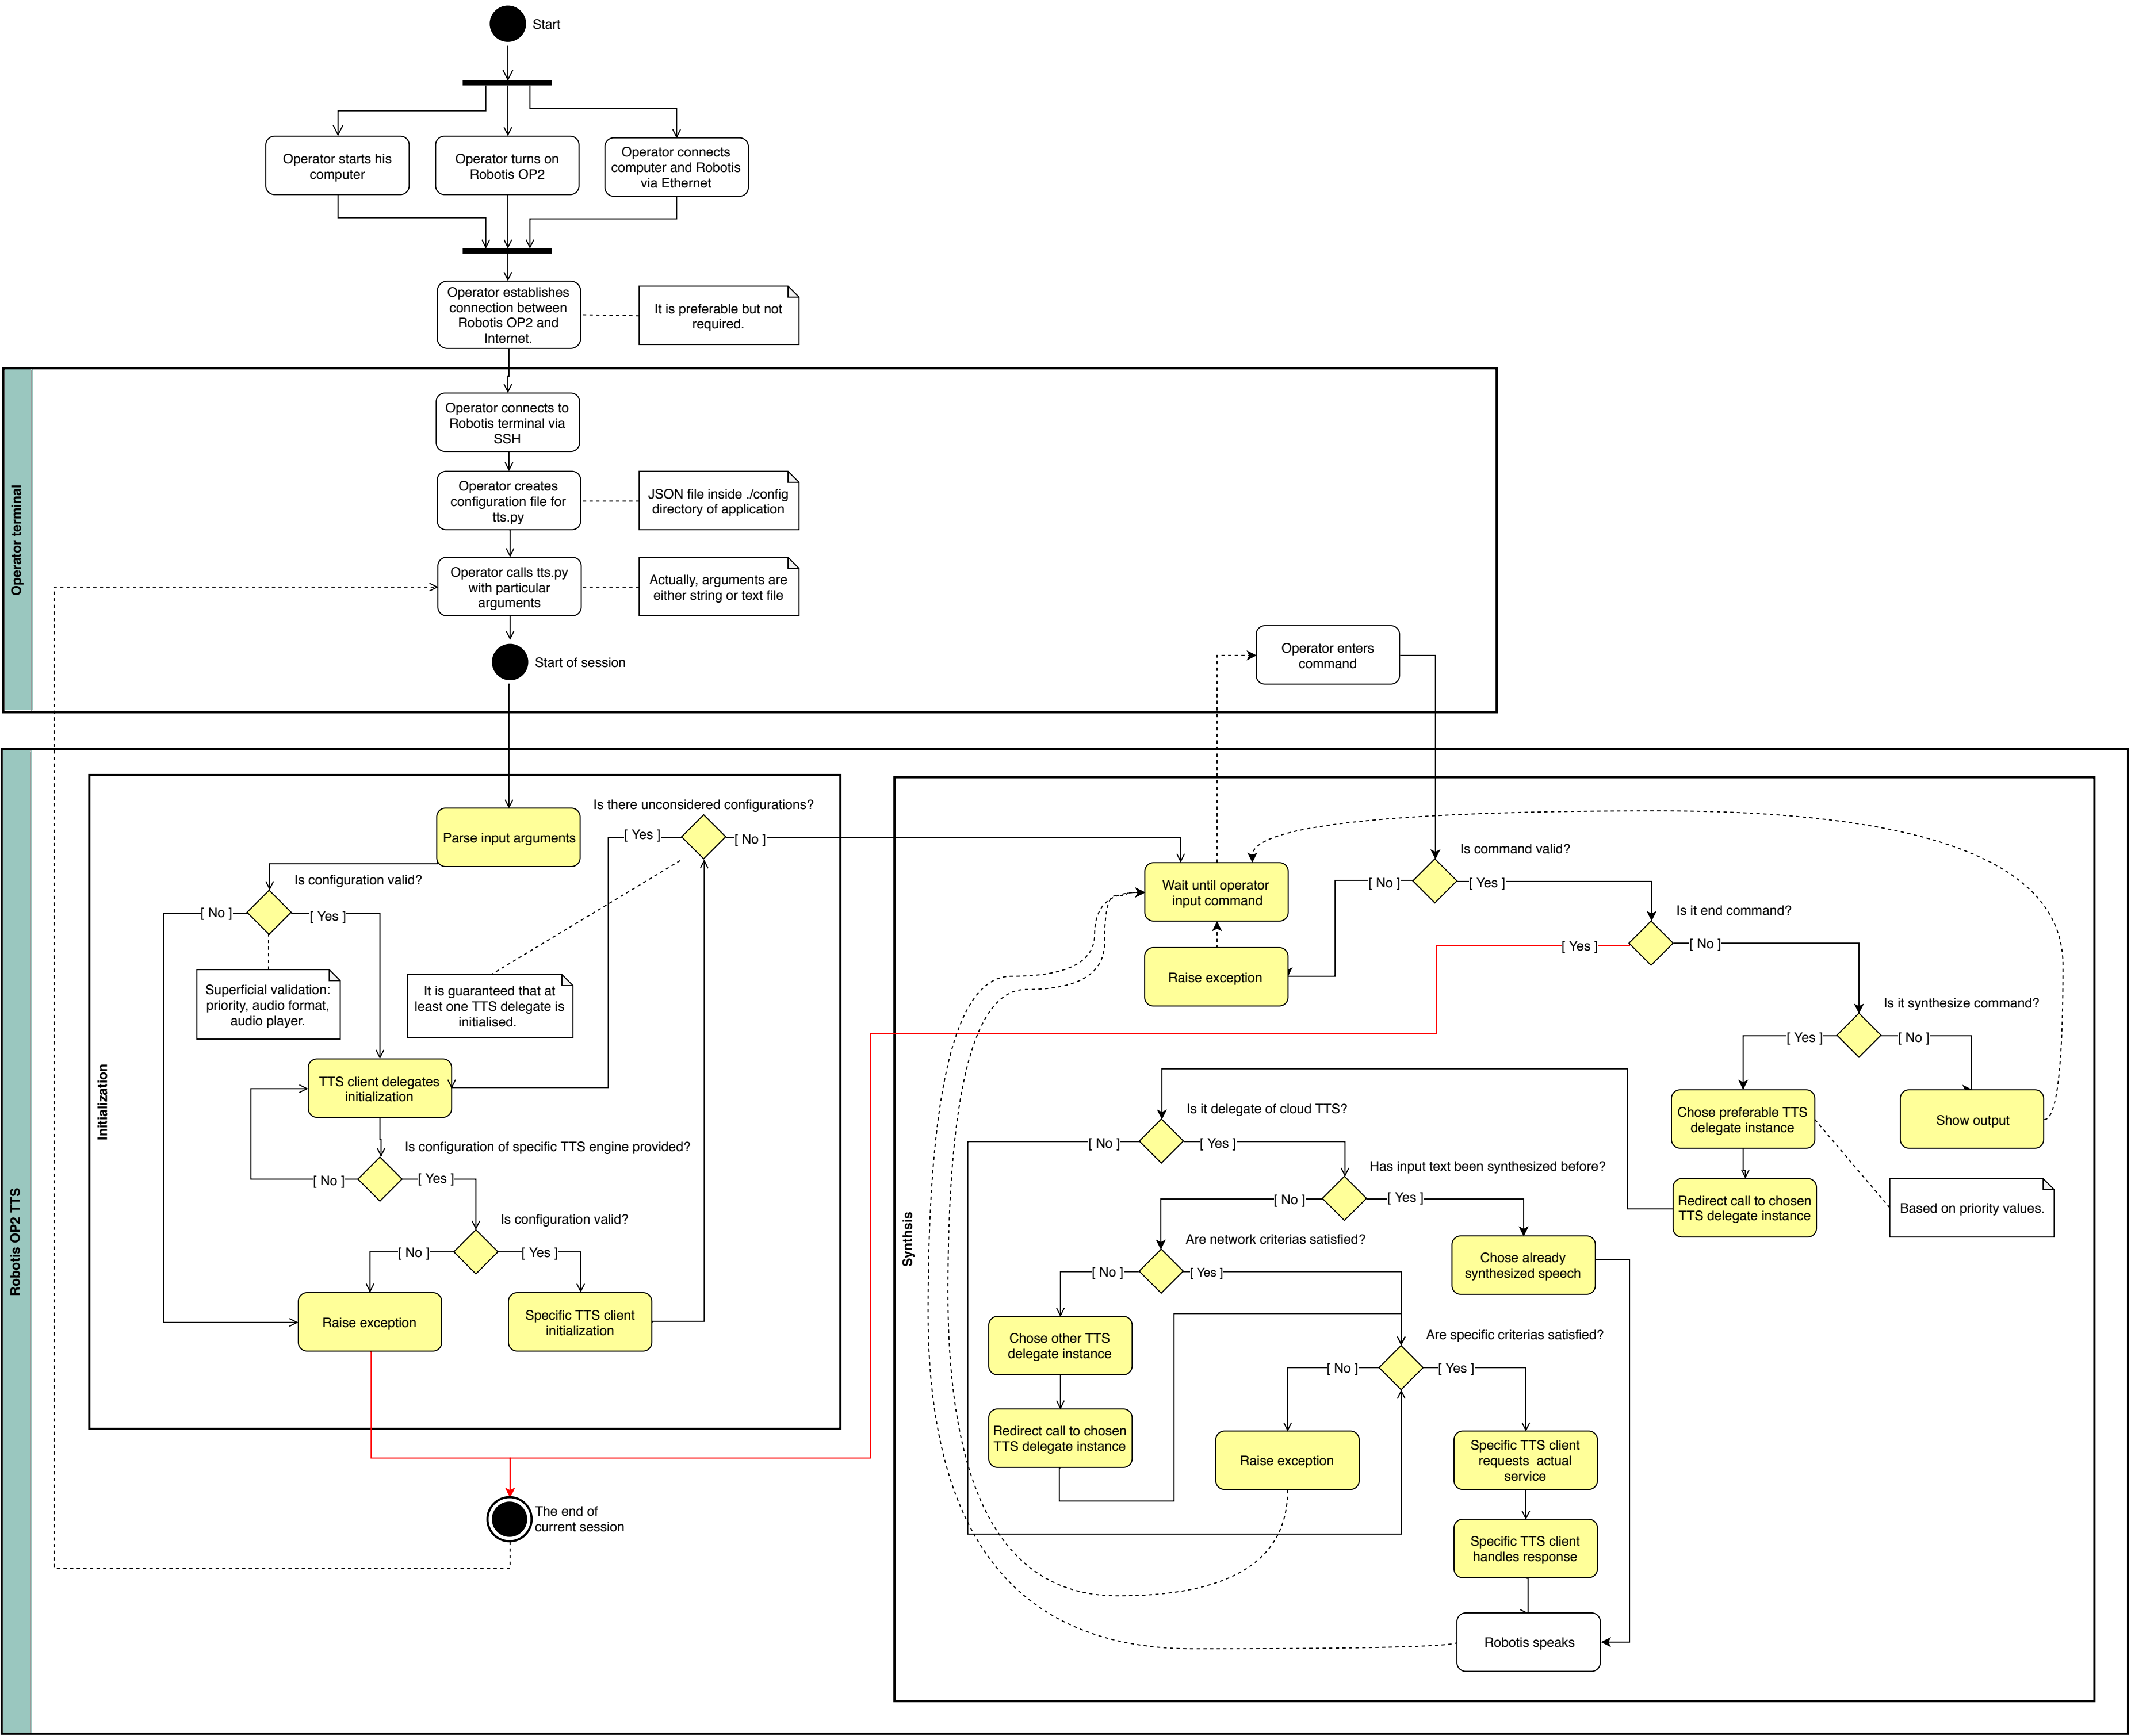 Start
Operator starts his
computer
Operator turns on
Robotis OP2
Operator connects
computer and Robotis
via Ethernet
Operator establishes
connection between
Robotis OP2 and
Internet.
It is preferable but not
required.
Operator terminal
Operator connects to
Robotis terminal via
SSH
Operator creates
configuration file for
tts.py
JSON file inside ./config
directory of application
Operator calls tts.py
with particular
arguments
Actually, arguments are
either string or text file
Start of session
Operator enters
command
Robotis OP2 TTS
Initialization
Parse input arguments
Is there unconsidered configurations?
[ Yes ]
[ No ]
Is configuration valid?
[ No ]
[ Yes ]
Superficial validation:
priority, audio format,
audio player.
It is guaranteed that at
least one TTS delegate is
initialised.
TTS client delegates
initialization
Is configuration of specific TTS engine provided?
[ No ]
[ Yes ]
Is configuration valid?
[ No ]
[ Yes ]
Raise exception
Specific TTS client
initialization
The end of
current session
Synthsis
Wait until operator
input command
Raise exception
Is command valid?
[ No ]
[ Yes ]
Is it end command?
[ Yes ]
[ No ]
Is it synthesize command?
[ Yes ]
[ No ]
Chose preferable TTS
delegate instance
Show output
Redirect call to chosen
TTS delegate instance
Based on priority values.
Is it delegate of cloud TTS?
[ No ]
[ Yes ]
Has input text been synthesized before?
[ No ]
[ Yes ]
Are network criterias satisfied?
[ No ]
[ Yes ]
Chose already
synthesized speech
Chose other TTS
delegate instance
Are specific criterias satisfied?
[ No ]
[ Yes ]
Redirect call to chosen
TTS delegate instance
Raise exception
Specific TTS client
requests actual
service
Specific TTS client
handles response
Robotis speaks